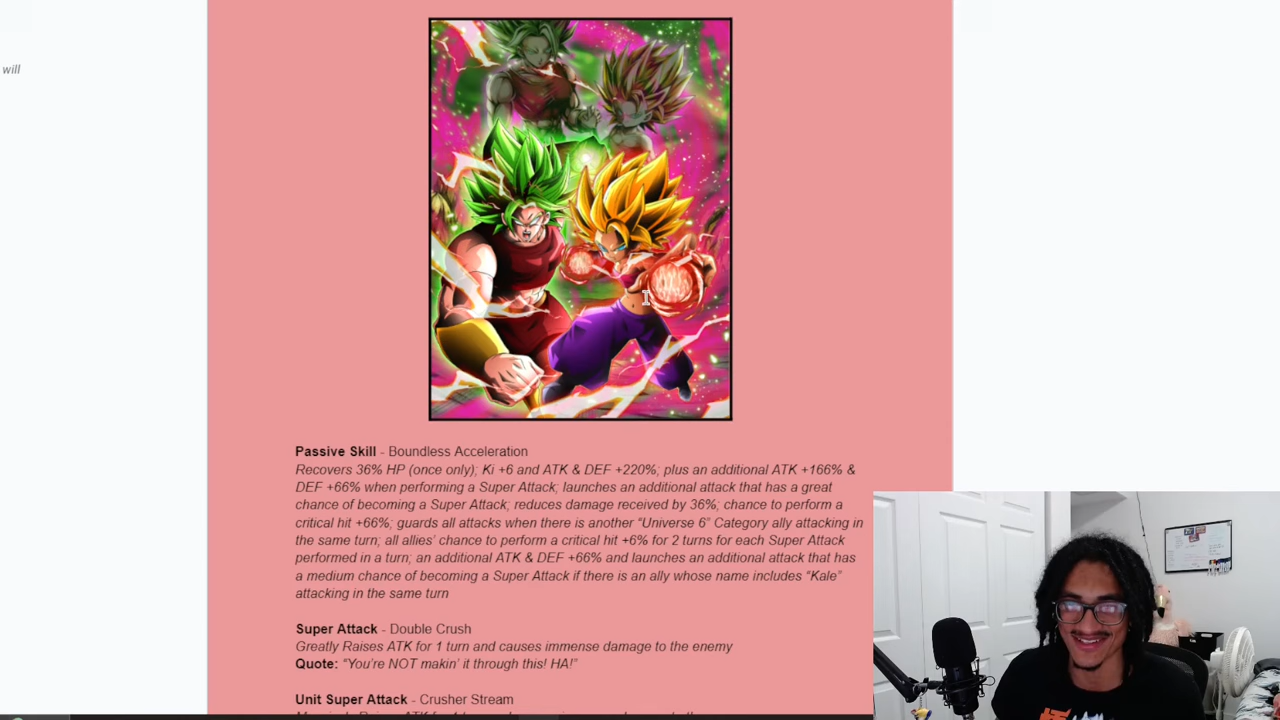 will
Passive Skill - Boundless Acceleration
Recovers 36% HP (once only); Ki +6 and ATK & DEF +220%; plus an additional ATK +166% &
DEF +66% when performing a Super Attack; launches an additional attack that has a great
chance of becoming a Super Attack; reduces damage received by 36%; chance to perform a
critical hit +66%; guards all attacks when there is another “Universe 6” Category ally attacking in
the same turn; all allies’ chance to perform a critical hit +6% for 2 turns for each Super Attack
performed in a turn; an additional ATK & DEF +66% and launches an additional attack that has
a medium chance of becoming a Super Attack if there is an ally whose name includes “Kale”
attacking in the same turn
Super Attack - Double Crush
Greatly Raises ATK for 1 turn and causes immense damage to the enemy
Quote: “You’re NOT makin’ it through this! HA!”
Unit Super Attack - Crusher Stream